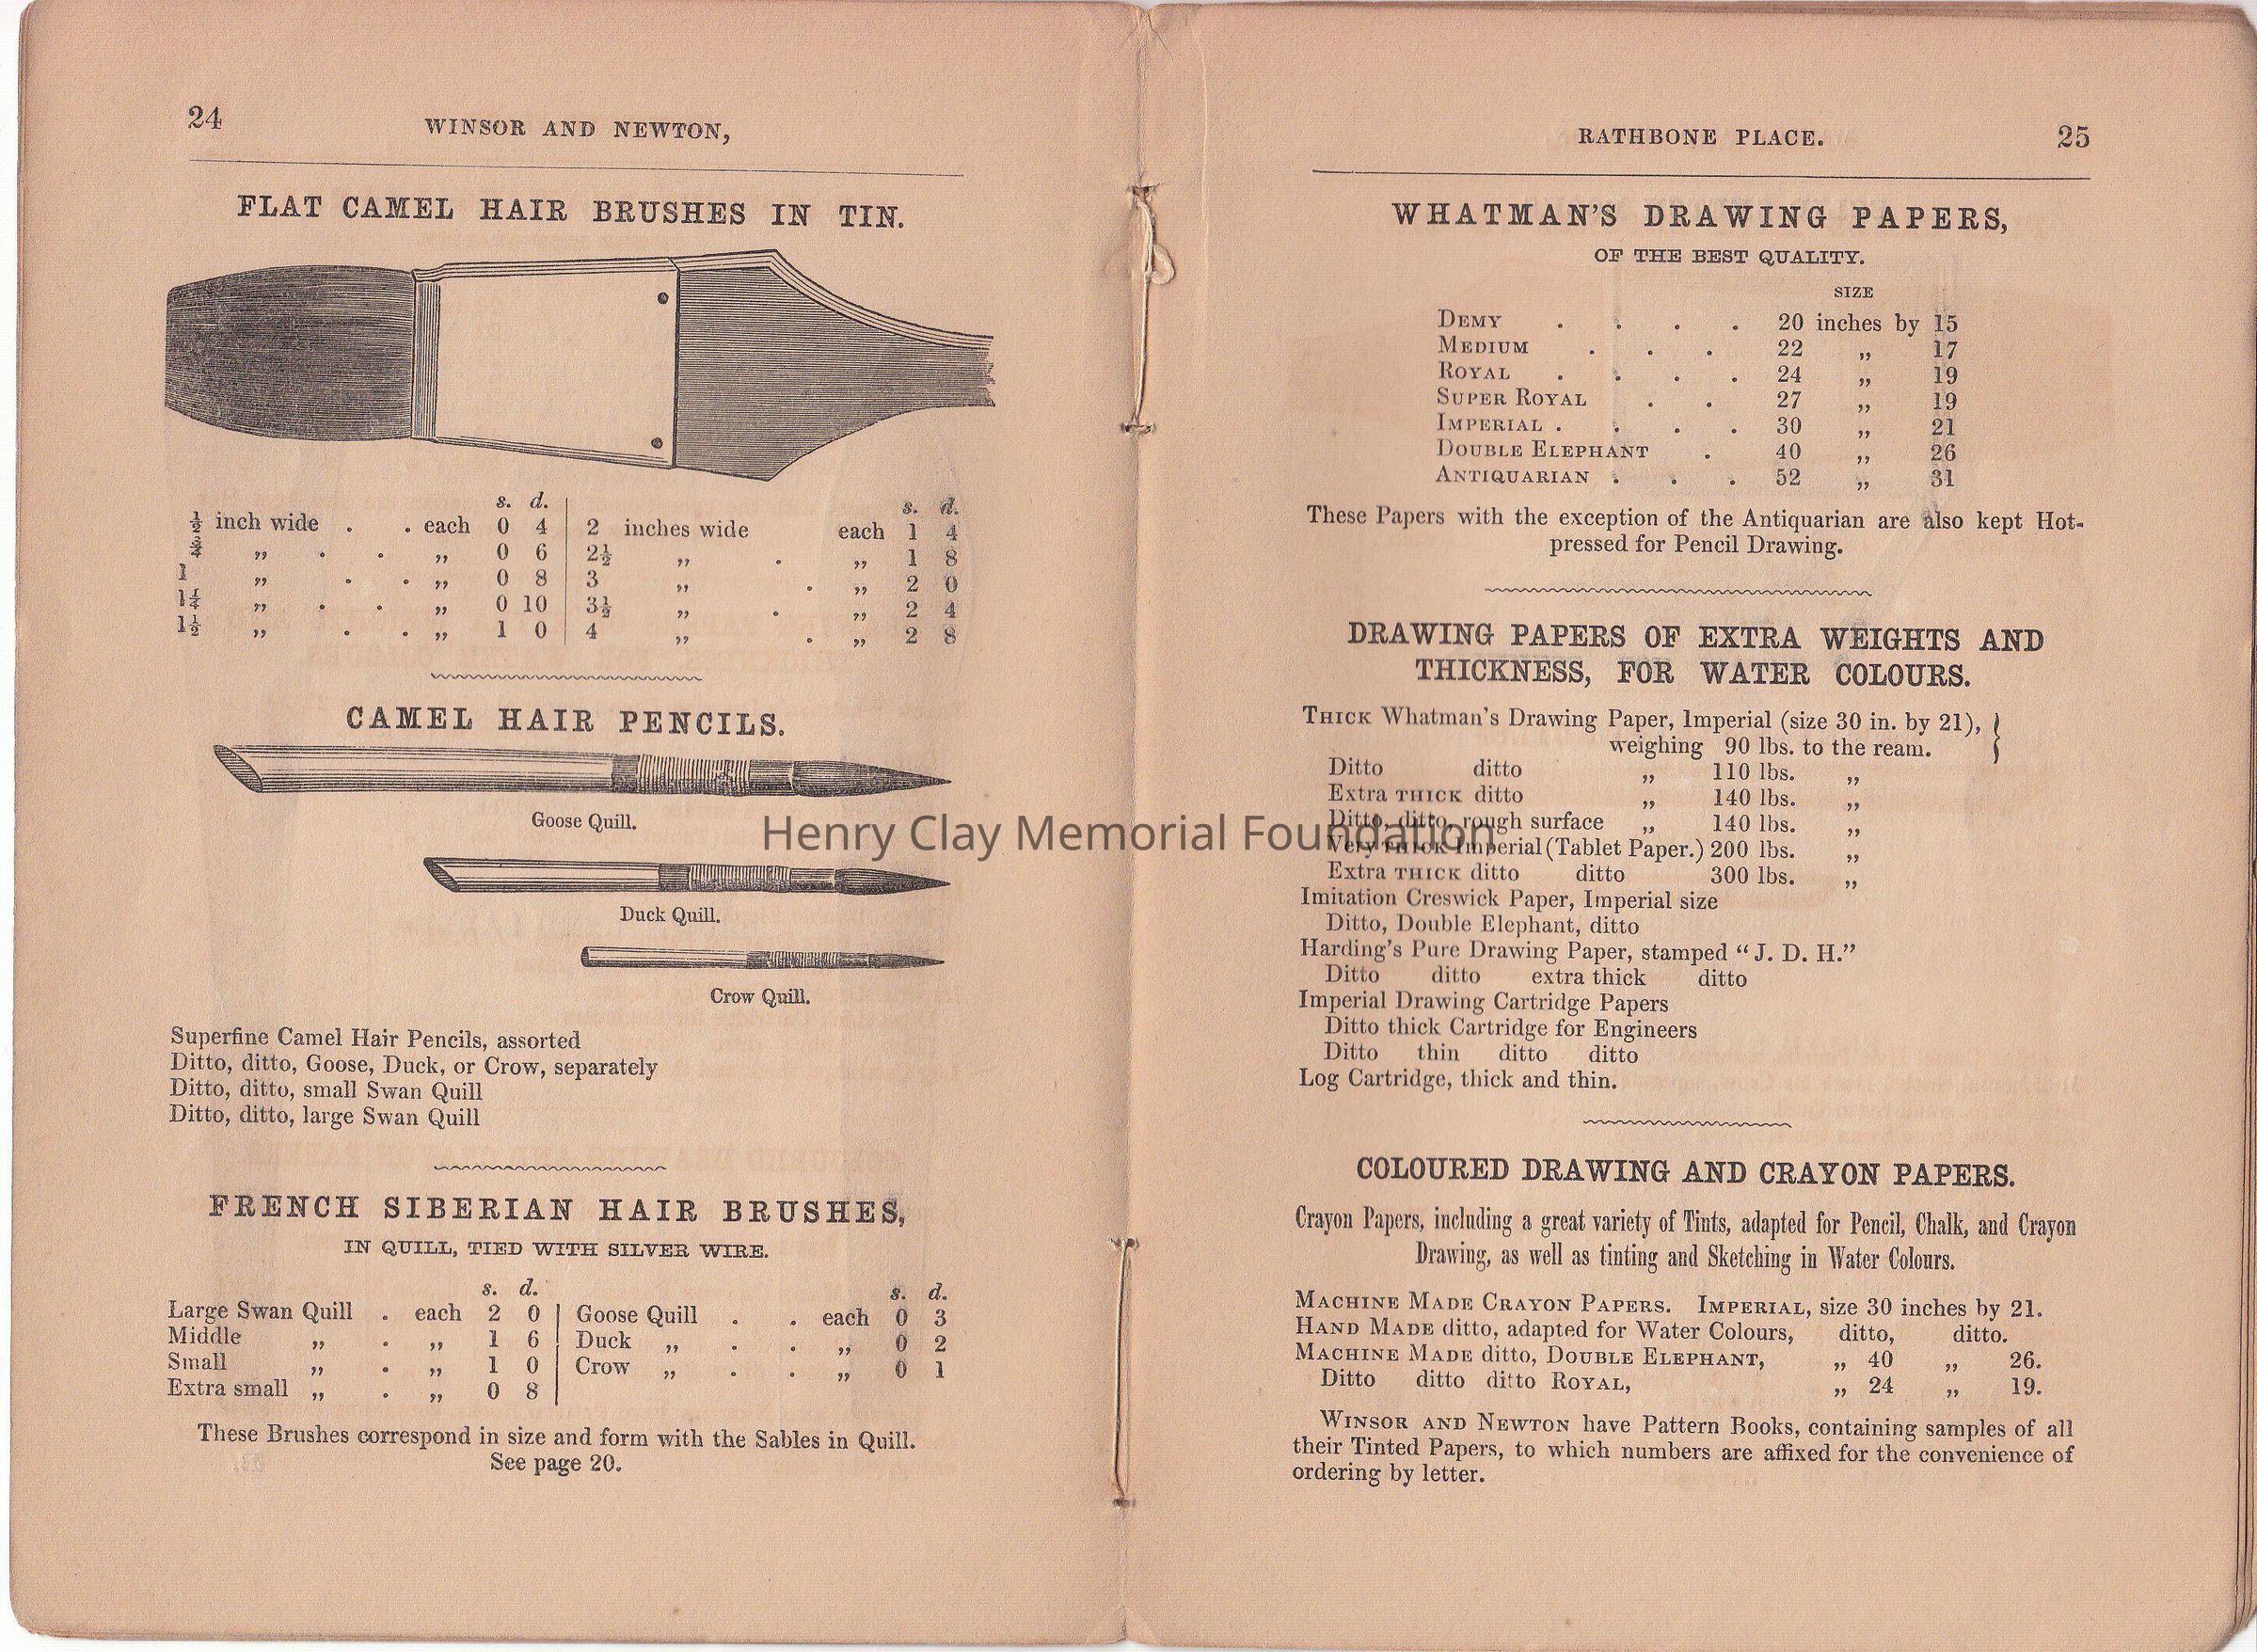 24
WINSOR AND NEWTON,
FLAT CAMEL HAIR BRUSHES IN TIN.
s. d. s. d.
½ inch wide . . each 0 4 2 inches wide each 1 4
¾ „ . . „ 0 6 2½ „ . „ 1 8
1 „ . . „ 0 8 3 „ . „ 2 0
1¼ „ . . „ 0 10 3½ „ . „ 2 4
1½ „ . . „ 1 0 4 „ . „ 2 8
CAMEL HAIR PENCILS.
Goose Quill.
Duck Quill.
Crow Quill.
Superfine Camel Hair Pencils, assorted
Ditto, ditto, Goose, Duck, or Crow, separately
Ditto, ditto, small Swan Quill
Ditto, ditto, large Swan Quill
FRENCH SIBERIAN HAIR BRUSHES,
IN QUILL, TIED WITH SILVER WIRE.
s. d. s. d.
Large Swan Quill . each 2 0 Goose Quill . . each 0 3
Middle „ . „ 1 6 Duck „ . . „ 0 2
Small „ . „ 1 0 Crow „ . . „ 0 1
Extra small „ . „ 0 8
These Brushes correspond in size and form with the Sables in Quill.
See page 20.
Henry Clay Memorial Foundation
RATHBONE PLACE.
25
WHATMAN'S DRAWING PAPERS,
OF THE BEST QUALITY.
SIZE
DEMY . . . . 20 inches by 15
MEDIUM . . . 22 „ 17
ROYAL . . . . 24 „ 19
SUPER ROYAL . . 27 „ 19
IMPERIAL . . . . 30 „ 21
DOUBLE ELEPHANT . 40 „ 26
ANTIQUARIAN . . . 52 „ 31
These Papers with the exception of the Antiquarian are also kept Hot-
pressed for Pencil Drawing.
DRAWING PAPERS OF EXTRA WEIGHTS AND
THICKNESS, FOR WATER COLOURS.
THICK Whatman's Drawing Paper, Imperial (size 30 in. by 21), }
weighing 90 lbs. to the ream.
Ditto ditto „ 110 lbs. „
Extra THICK ditto „ 140 lbs. „
Ditto, ditto, rough surface „ 140 lbs. „
Very THICK Imperial (Tablet Paper.) 200 lbs. „
Extra THICK ditto ditto 300 lbs. „
Imitation Creswick Paper, Imperial size
Ditto, Double Elephant, ditto
Harding's Pure Drawing Paper, stamped “J. D. H.”
Ditto ditto extra thick ditto
Imperial Drawing Cartridge Papers
Ditto thick Cartridge for Engineers
Ditto thin ditto ditto
Log Cartridge, thick and thin.
COLOURED DRAWING AND CRAYON PAPERS.
Crayon Papers, including a great variety of Tints, adapted for Pencil, Chalk, and Crayon
Drawing, as well as tinting and Sketching in Water Colours.
MACHINE MADE CRAYON PAPERS. IMPERIAL, size 30 inches by 21.
HAND MADE ditto, adapted for Water Colours, ditto, ditto.
MACHINE MADE ditto, DOUBLE ELEPHANT, „ 40 „ 26.
Ditto ditto ditto ROYAL, „ 24 „ 19.
WINSOR AND NEWTON have Pattern Books, containing samples of all
their Tinted Papers, to which numbers are affixed for the convenience of
ordering by letter.